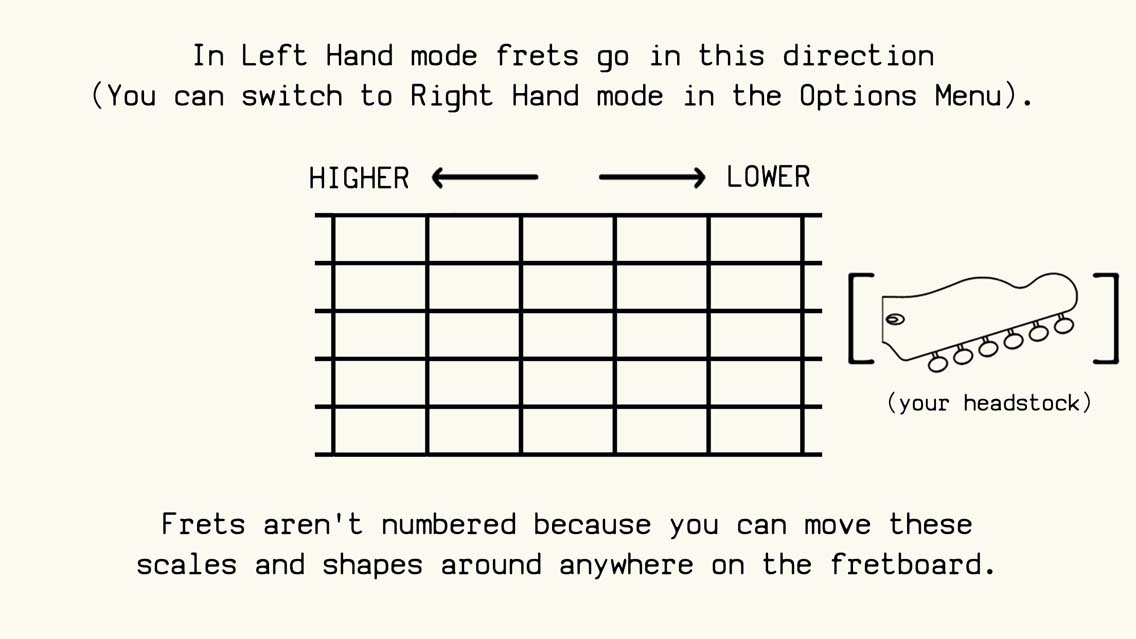 In Left Hand mode frets go in this direction
(You can switch to Right Hand mode in the Options Menu).
HIGHER LOWER
(your headstock)
Frets aren't numbered because you can move these
scales and shapes around anywhere on the fretboard.